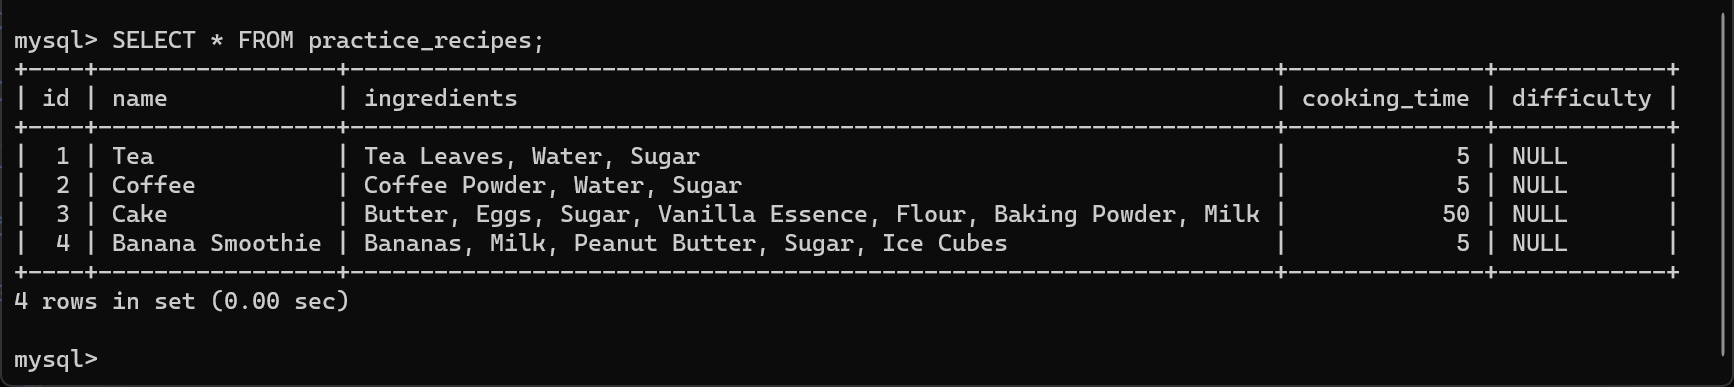 mysql> SELECT * FROM practice_recipes;
+----+-----------------+------------------------------------------------------------------+--------------+------------+
| id | name            | ingredients                                                      | cooking_time | difficulty |
+----+-----------------+------------------------------------------------------------------+--------------+------------+
|  1 | Tea             | Tea Leaves, Water, Sugar                                         |            5 | NULL       |
|  2 | Coffee          | Coffee Powder, Water, Sugar                                      |            5 | NULL       |
|  3 | Cake            | Butter, Eggs, Sugar, Vanilla Essence, Flour, Baking Powder, Milk |           50 | NULL       |
|  4 | Banana Smoothie | Bananas, Milk, Peanut Butter, Sugar, Ice Cubes                   |            5 | NULL       |
+----+-----------------+------------------------------------------------------------------+--------------+------------+
4 rows in set (0.00 sec)
mysql>